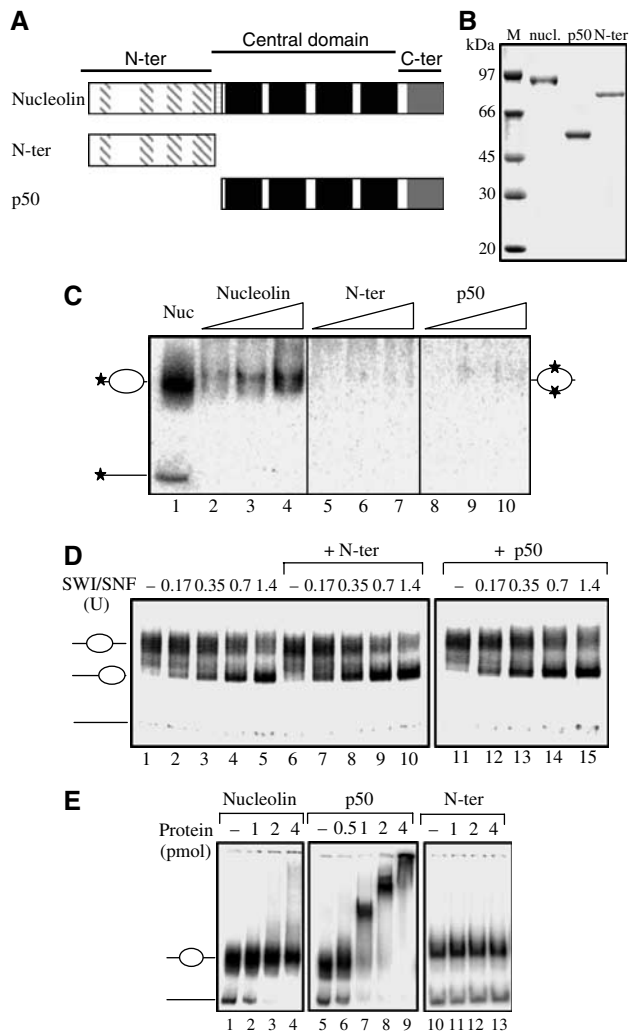 A
Central domain
N-ter
C-ter
Nucleolin
N-ter
p50
B
M nucl. p50 N-ter
kDa
97
66
45
30
20
C
Nucleolin N-ter p50
Nuc
1 2 3 4 5 6 7 8 9 10
D
+ N-ter + p50
SWI/SNF – 0.17 0.35 0.7 1.4 – 0.17 0.35 0.7 1.4 – 0.17 0.35 0.7 1.4
(U)
1 2 3 4 5 6 7 8 9 10 11 12 13 14 15
E
Nucleolin p50 N-ter
Protein – 1 2 4 – 0.5 1 2 4 – 1 2 4
(pmol)
1 2 3 4 5 6 7 8 9 10 11 12 13